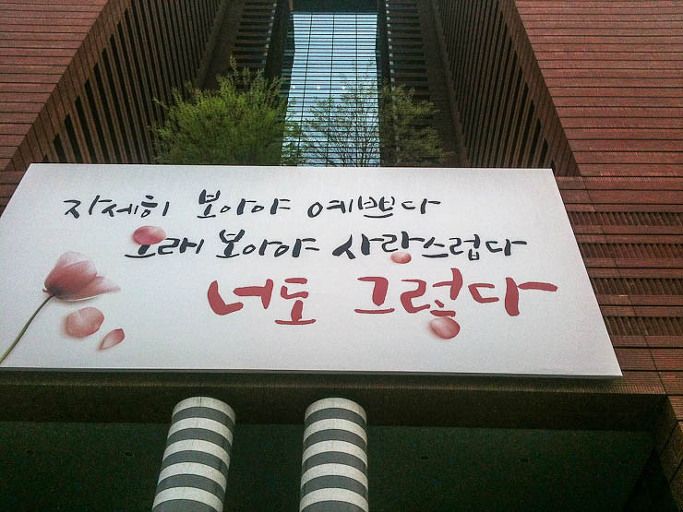 자세히 보아야 예쁘다
오래 보아야 사랑스럽다
너도 그렇다